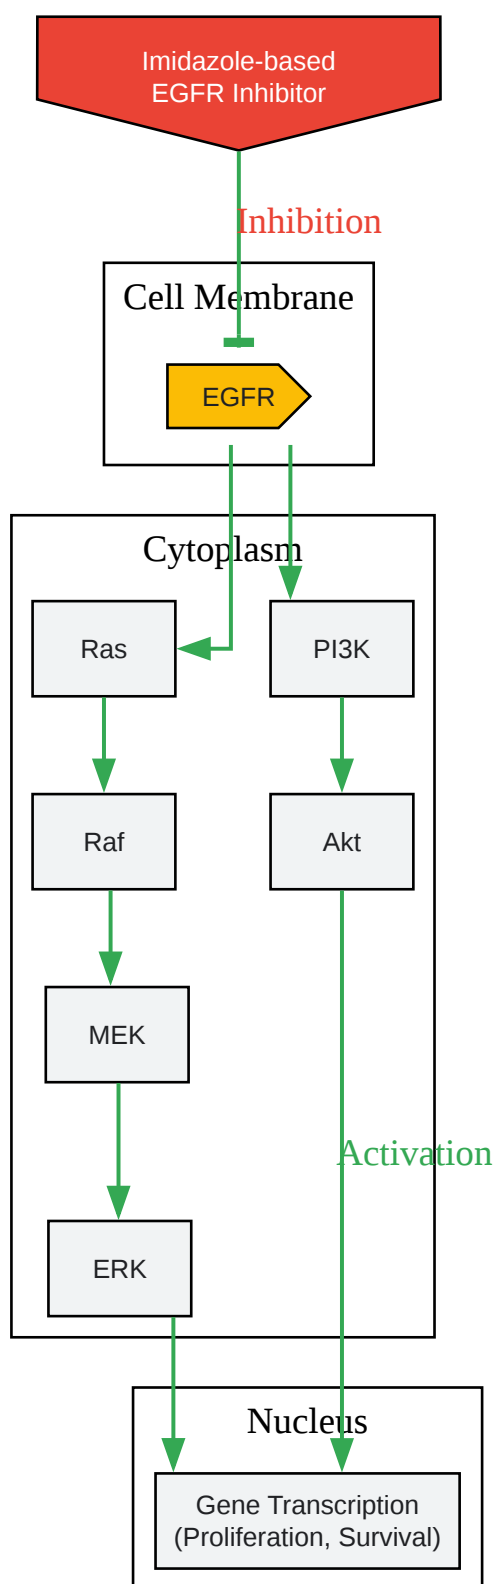 Imidazole-based
EGFR Inhibitor
Inhibition
Cell Membrane
EGFR
Cytoplasm
Ras
PI3K
Raf
Akt
MEK
Activation
ERK
Nucleus
Gene Transcription
(Proliferation, Survival)